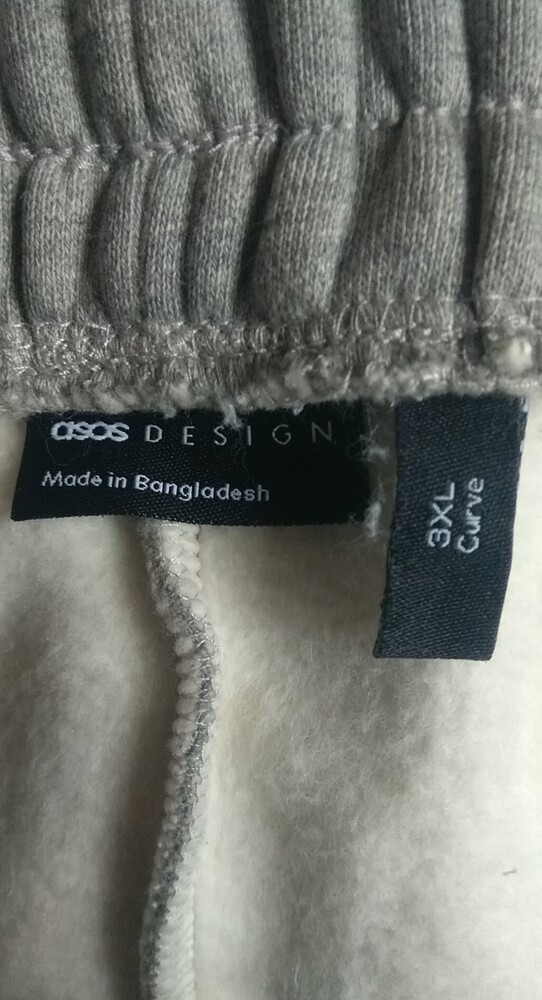 asos DESIGN
Made in Bangladesh
3XL
Curve